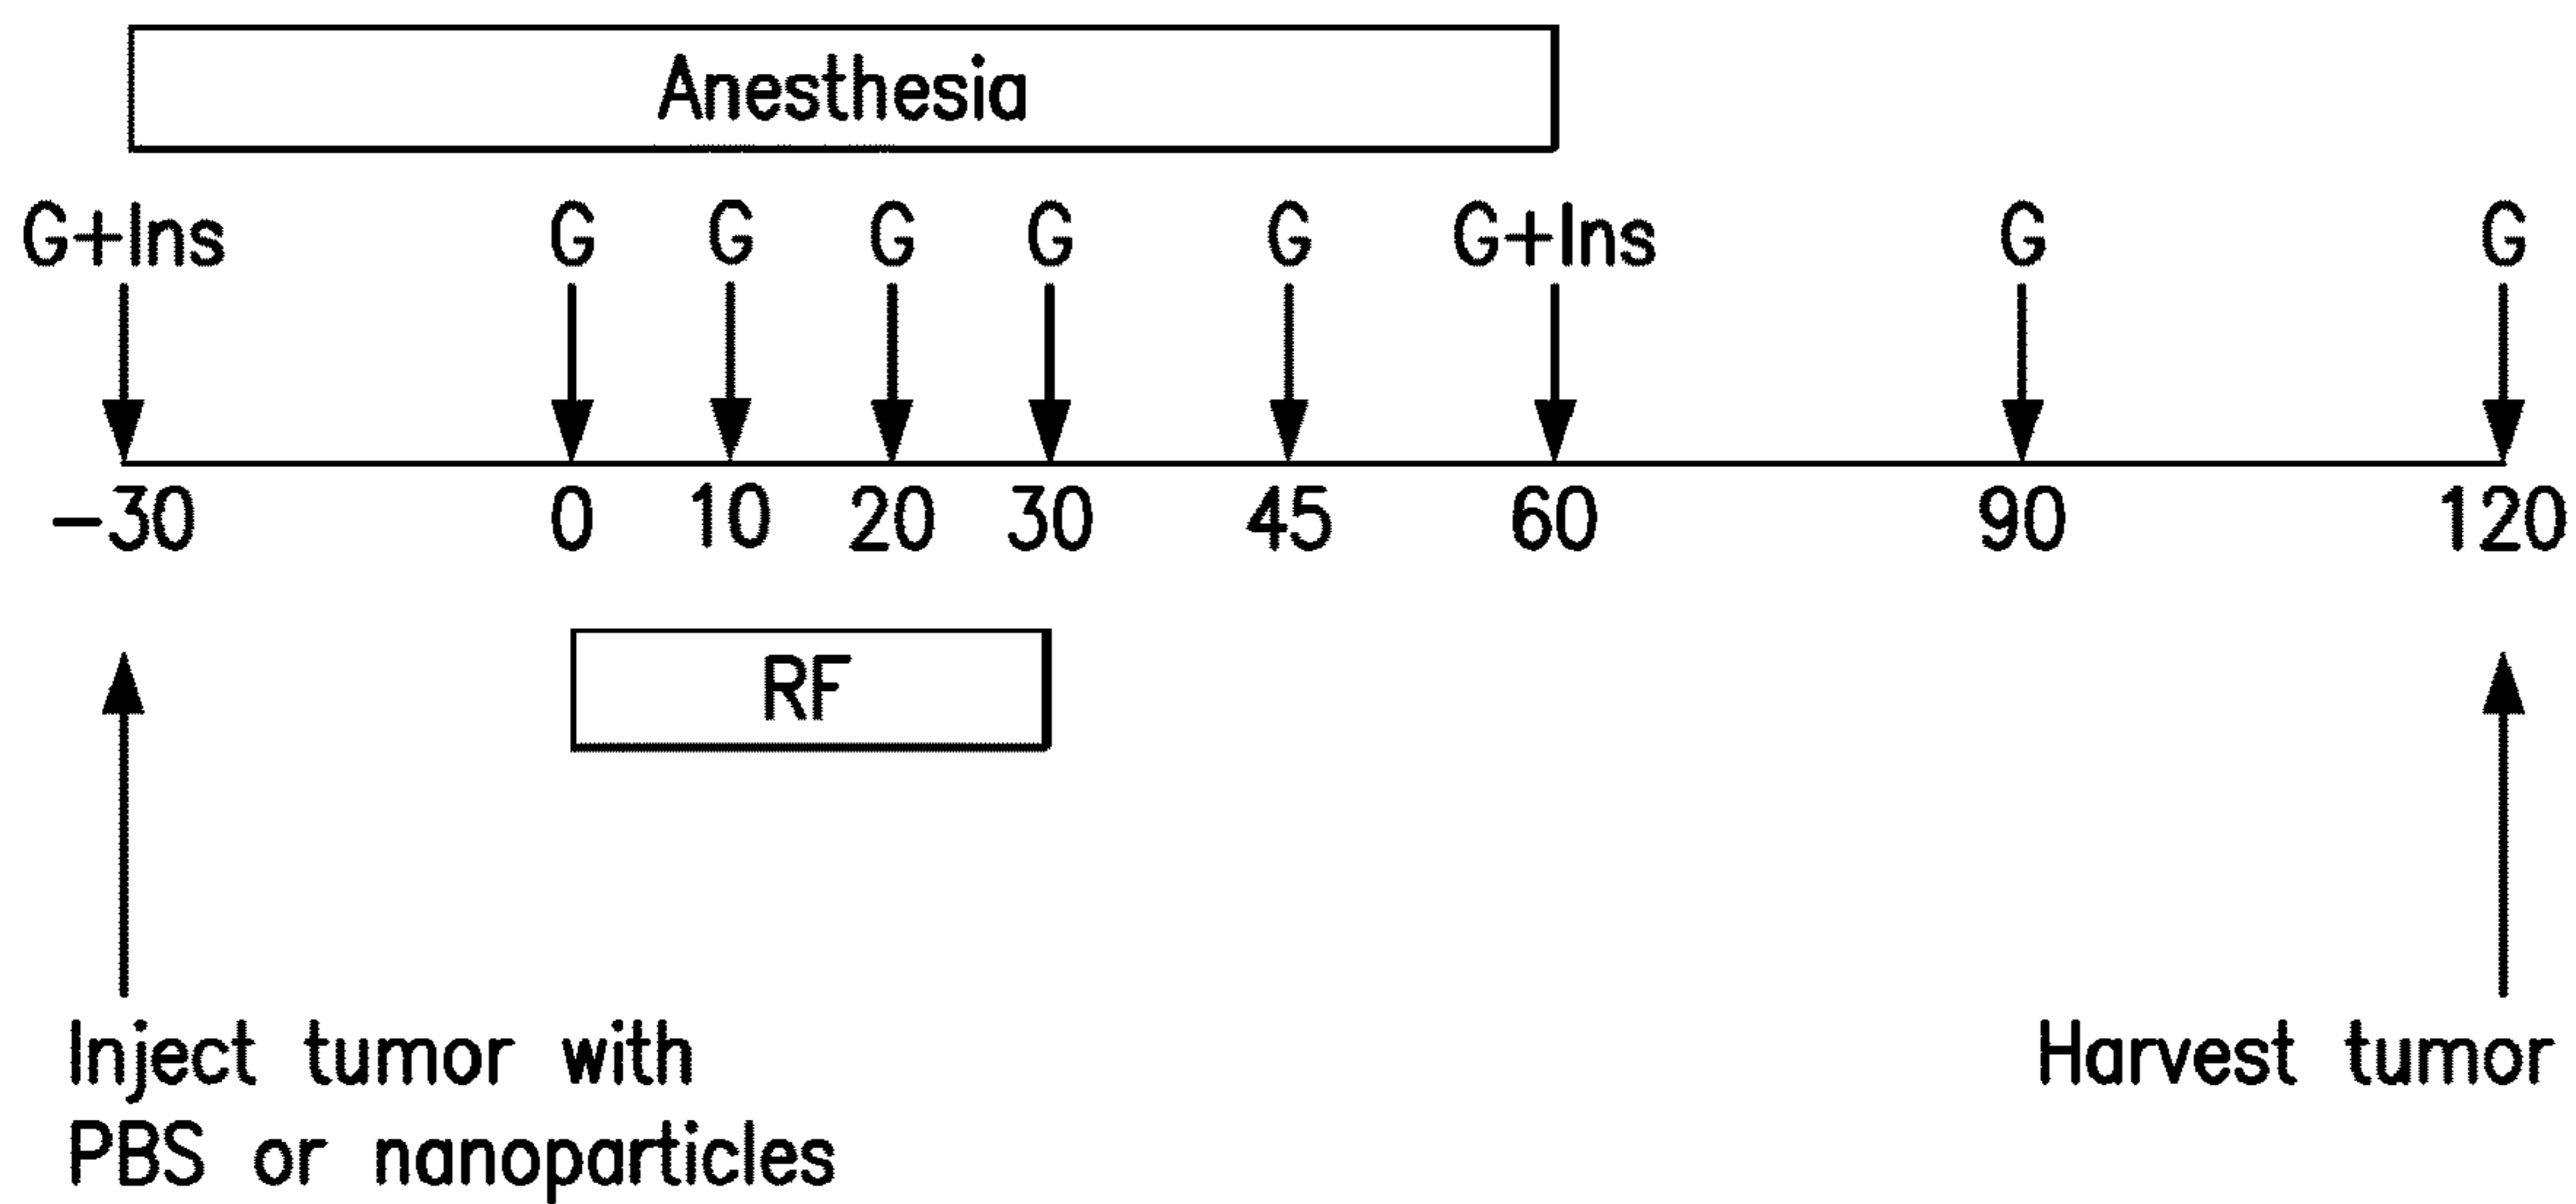 Anesthesia
G+Ins G G G G G G+Ins G G
-30 0 10 20 30 45 60 90 120
RF
Inject tumor with
PBS or nanoparticles
Harvest tumor